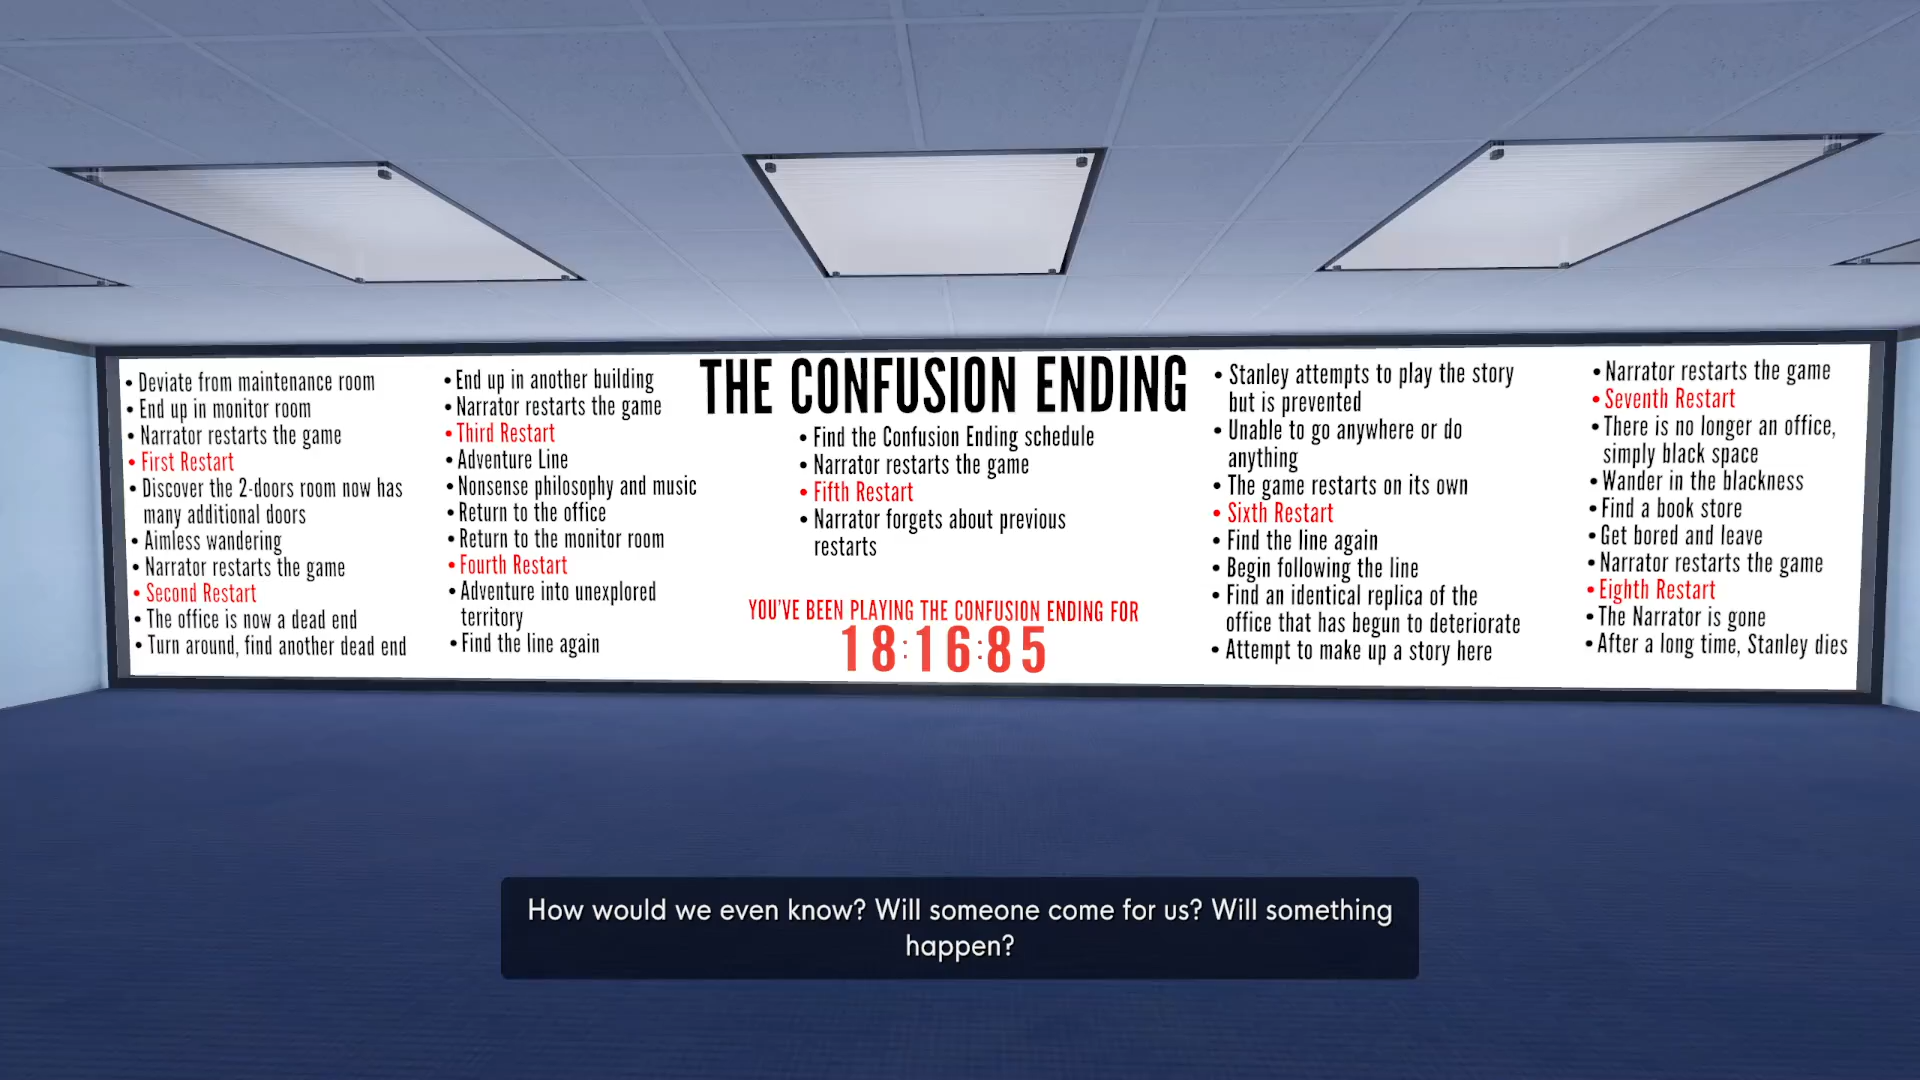 • Deviate from maintenance room
• End up in monitor room
• Narrator restarts the game
• First Restart
• Discover the 2-doors room now has
many additional doors
• Aimless wandering
• Narrator restarts the game
• Second Restart
• The office is now a dead end
• Turn around, find another dead end
• End up in another building
• Narrator restarts the game
• Third Restart
• Adventure Line
• Nonsense philosophy and music
• Return to the office
• Return to the monitor room
• Fourth Restart
• Adventure into unexplored
territory
• Find the line again
THE CONFUSION ENDING
• Find the Confusion Ending schedule
• Narrator restarts the game
• Fifth Restart
• Narrator forgets about previous
restarts
YOU'VE BEEN PLAYING THE CONFUSION ENDING FOR
18:16:85
• Stanley attempts to play the story
but is prevented
• Unable to go anywhere or do
anything
• The game restarts on its own
• Sixth Restart
• Find the line again
• Begin following the line
• Find an identical replica of the
office that has begun to deteriorate
• Attempt to make up a story here
• Narrator restarts the game
• Seventh Restart
• There is no longer an office,
simply black space
• Wander in the blackness
• Find a book store
• Get bored and leave
• Narrator restarts the game
• Eighth Restart
• The Narrator is gone
• After a long time, Stanley dies
How would we even know? Will someone come for us? Will something
happen?